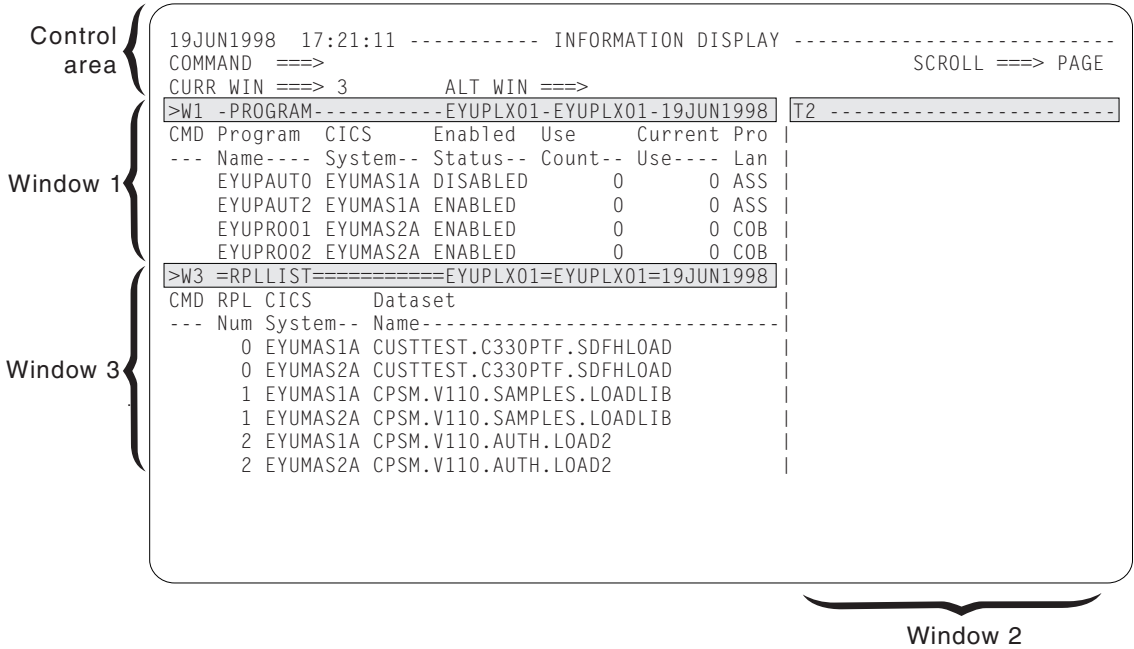 Control
area
19JUN1998  17:21:11 ----------- INFORMATION DISPLAY ---------------------------
COMMAND  ===>                                                  SCROLL ===> PAGE
CURR WIN ===> 3        ALT WIN ===>
>W1 -PROGRAM-----------EYUPLX01-EYUPLX01-19JUN1998 T2 ------------------------
CMD Program  CICS     Enabled  Use     Current Pro |
--- Name---- System-- Status-- Count-- Use---- Lan |
Window 1
    EYUPAUTO EYUMAS1A DISABLED       0       0 ASS |
    EYUPAUT2 EYUMAS1A ENABLED        0       0 ASS |
    EYUPRO01 EYUMAS2A ENABLED        0       0 COB |
    EYUPRO02 EYUMAS2A ENABLED        0       0 COB |
>W3 =RPLLIST===========EYUPLX01=EYUPLX01=19JUN1998 |
CMD RPL CICS     Dataset                           |
--- Num System-- Name------------------------------|
Window 3
      0 EYUMAS1A CUSTTEST.C330PTF.SDFHLOAD         |
      0 EYUMAS2A CUSTTEST.C330PTF.SDFHLOAD         |
      1 EYUMAS1A CPSM.V110.SAMPLES.LOADLIB         |
      1 EYUMAS2A CPSM.V110.SAMPLES.LOADLIB         |
      2 EYUMAS1A CPSM.V110.AUTH.LOAD2              |
      2 EYUMAS2A CPSM.V110.AUTH.LOAD2              |
Window 2